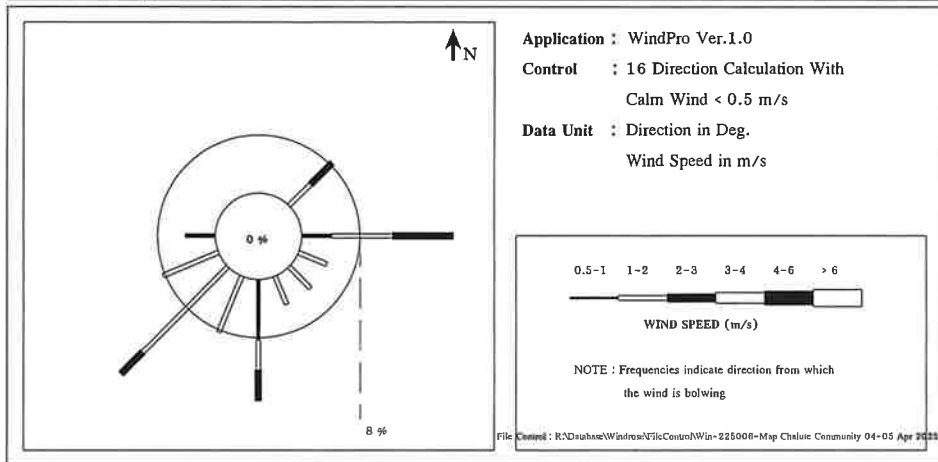 N
Application : WindPro Ver.1.0
Control : 16 Direction Calculation With
Calm Wind < 0.5 m/s
Data Unit : Direction in Deg.
Wind Speed in m/s
0 %
8 %
0.5-1 1-2 2-3 3-4 4-6 > 6
WIND SPEED (m/s)
NOTE : Frequencies indicate direction from which
the wind is bolwing
File Control : R:\Database\Windrose\FileControl\Win-225006-Map Chalute Community 04-05 Apr 2025